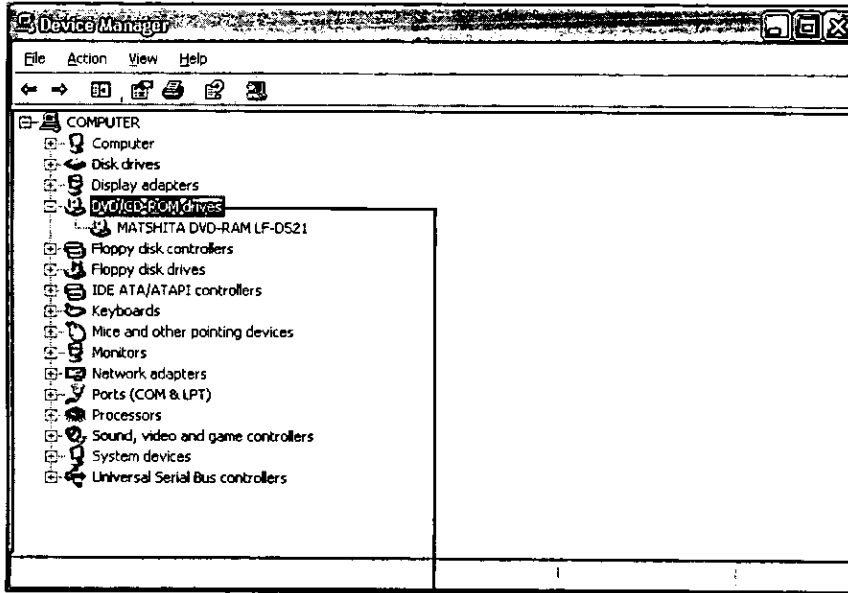 Device Manager
File Action View Help
COMPUTER
Computer
Disk drives
Display adapters
DVD/CD-ROM drives
MATSHITA DVD-RAM LF-D521
Floppy disk controllers
Floppy disk drives
IDE ATA/ATAPI controllers
Keyboards
Mice and other pointing devices
Monitors
Network adapters
Ports (COM & LPT)
Processors
Sound, video and game controllers
System devices
Universal Serial Bus controllers